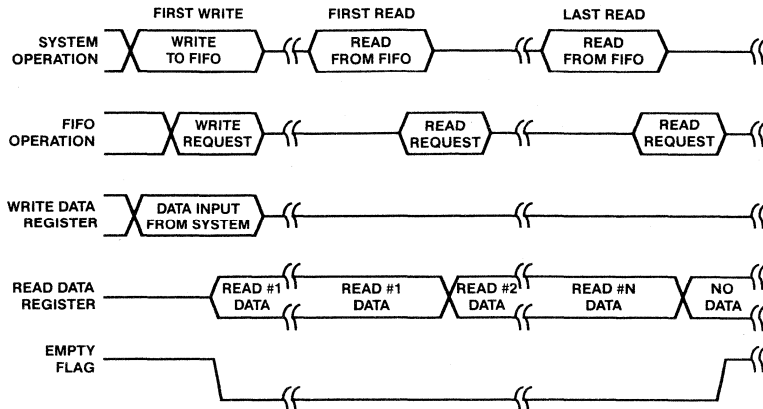 FIRST WRITE FIRST READ LAST READ
SYSTEM
OPERATION
WRITE
TO FIFO
READ
FROM FIFO
READ
FROM FIFO
FIFO
OPERATION
WRITE
REQUEST
READ
REQUEST
READ
REQUEST
WRITE DATA
REGISTER
DATA INPUT
FROM SYSTEM
READ DATA
REGISTER
READ #1
DATA
READ #1
DATA
READ #2
DATA
READ #N
DATA
NO
DATA
EMPTY
FLAG